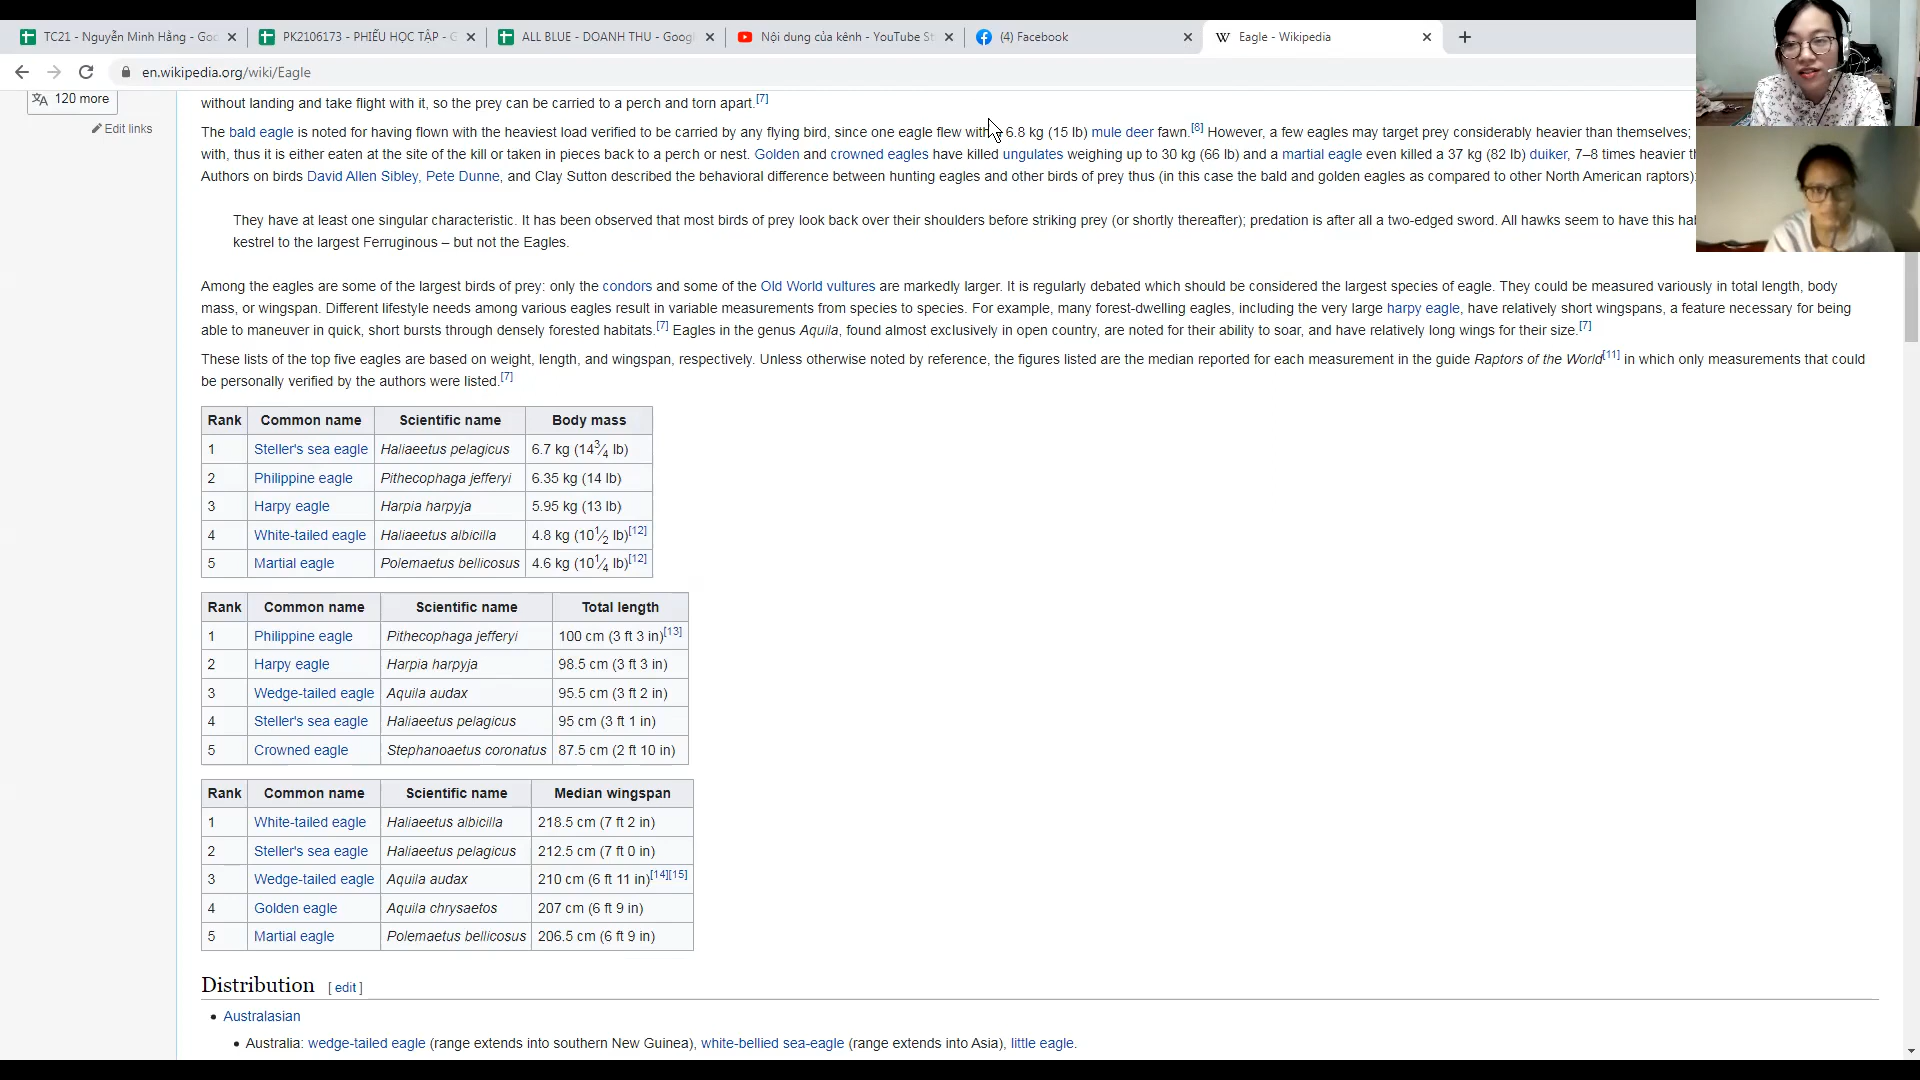 TC21 - Nguyễn Minh Hằng - Goo
PK2106173 - PHIẾU HỌC TẬP - G
ALL BLUE - DOANH THU - Googl
Nội dung của kênh - YouTube St
(4) Facebook
Eagle - Wikipedia
en.wikipedia.org/wiki/Eagle
120 more
Edit links
without landing and take flight with it, so the prey can be carried to a perch and torn apart.[7]
The bald eagle is noted for having flown with the heaviest load verified to be carried by any flying bird, since one eagle flew with 6.8 kg (15 lb) mule deer fawn.[8] However, a few eagles may target prey considerably heavier than themselves;
with, thus it is either eaten at the site of the kill or taken in pieces back to a perch or nest. Golden and crowned eagles have killed ungulates weighing up to 30 kg (66 lb) and a martial eagle even killed a 37 kg (82 lb) duiker, 7–8 times heavier
Authors on birds David Allen Sibley, Pete Dunne, and Clay Sutton described the behavioral difference between hunting eagles and other birds of prey thus (in this case the bald and golden eagles as compared to other North American raptors):
They have at least one singular characteristic. It has been observed that most birds of prey look back over their shoulders before striking prey (or shortly thereafter); predation is after all a two-edged sword. All hawks seem to have this
kestrel to the largest Ferruginous – but not the Eagles.
Among the eagles are some of the largest birds of prey: only the condors and some of the Old World vultures are markedly larger. It is regularly debated which should be considered the largest species of eagle. They could be measured variously in total length, body
mass, or wingspan. Different lifestyle needs among various eagles result in variable measurements from species to species. For example, many forest-dwelling eagles, including the very large harpy eagle, have relatively short wingspans, a feature necessary for being
able to maneuver in quick, short bursts through densely forested habitats.[7] Eagles in the genus Aquila, found almost exclusively in open country, are noted for their ability to soar, and have relatively long wings for their size.[7]
These lists of the top five eagles are based on weight, length, and wingspan, respectively. Unless otherwise noted by reference, the figures listed are the median reported for each measurement in the guide Raptors of the World[11] in which only measurements that could
be personally verified by the authors were listed.[7]
Rank Common name Scientific name Body mass
1 Steller's sea eagle Haliaeetus pelagicus 6.7 kg (14 3⁄4 lb)
2 Philippine eagle Pithecophaga jefferyi 6.35 kg (14 lb)
3 Harpy eagle Harpia harpyja 5.95 kg (13 lb)
4 White-tailed eagle Haliaeetus albicilla 4.8 kg (10 1⁄2 lb)[12]
5 Martial eagle Polemaetus bellicosus 4.6 kg (10 1⁄4 lb)[12]
Rank Common name Scientific name Total length
1 Philippine eagle Pithecophaga jefferyi 100 cm (3 ft 3 in)[13]
2 Harpy eagle Harpia harpyja 98.5 cm (3 ft 3 in)
3 Wedge-tailed eagle Aquila audax 95.5 cm (3 ft 2 in)
4 Steller's sea eagle Haliaeetus pelagicus 95 cm (3 ft 1 in)
5 Crowned eagle Stephanoaetus coronatus 87.5 cm (2 ft 10 in)
Rank Common name Scientific name Median wingspan
1 White-tailed eagle Haliaeetus albicilla 218.5 cm (7 ft 2 in)
2 Steller's sea eagle Haliaeetus pelagicus 212.5 cm (7 ft 0 in)
3 Wedge-tailed eagle Aquila audax 210 cm (6 ft 11 in)[14][15]
4 Golden eagle Aquila chrysaetos 207 cm (6 ft 9 in)
5 Martial eagle Polemaetus bellicosus 206.5 cm (6 ft 9 in)
Distribution [ edit ]
• Australasian
• Australia: wedge-tailed eagle (range extends into southern New Guinea), white-bellied sea-eagle (range extends into Asia), little eagle.